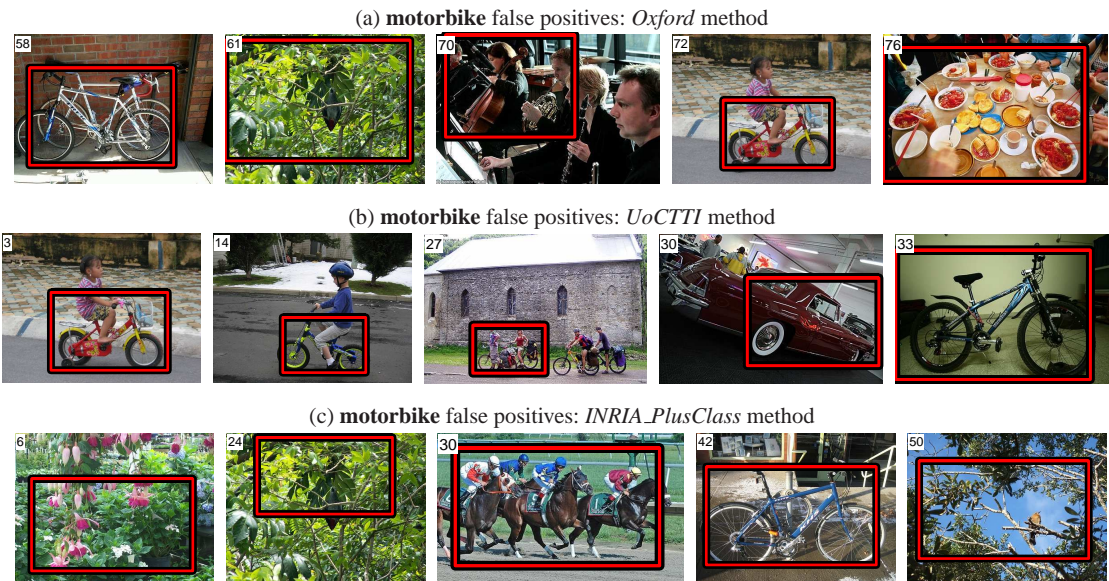 (a) motorbike false positives: Oxford method
58 61 70 72 76
(b) motorbike false positives: UoCTTI method
3 14 27 30 33
(c) motorbike false positives: INRIA_PlusClass method
6 24 30 42 50